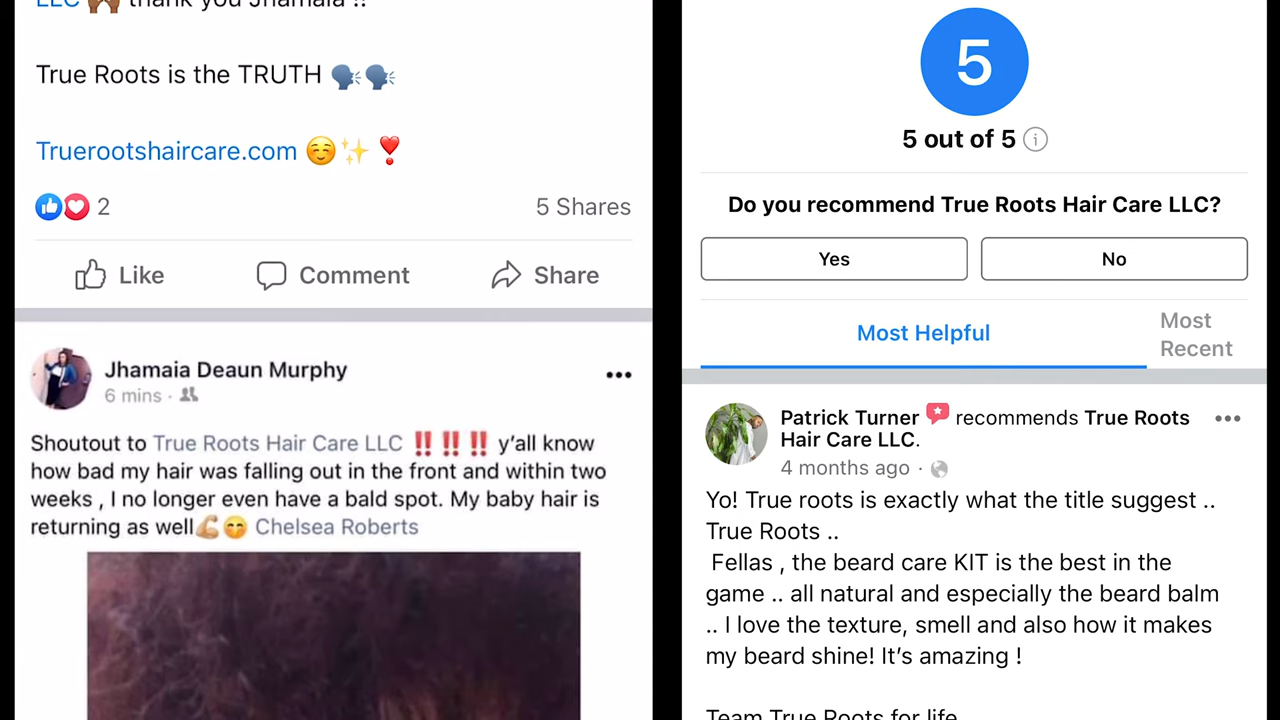 LLC 🙌🏾 thank you Jhamaia !!
True Roots is the TRUTH 🗣🗣
Truerootshaircare.com ☺️✨❣️
2
5 Shares
Like
Comment
Share
Jhamaia Deaun Murphy
6 mins ·
Shoutout to True Roots Hair Care LLC ‼️‼️‼️ y'all know
how bad my hair was falling out in the front and within two
weeks , I no longer even have a bald spot. My baby hair is
returning as well💪🏼😋 Chelsea Roberts
5
5 out of 5
Do you recommend True Roots Hair Care LLC?
Yes
No
Most Helpful
Most
Recent
Patrick Turner recommends True Roots
Hair Care LLC.
4 months ago ·
Yo! True roots is exactly what the title suggest ..
True Roots ..
Fellas , the beard care KIT is the best in the
game .. all natural and especially the beard balm
.. I love the texture, smell and also how it makes
my beard shine! It's amazing !
Team True Roots for life